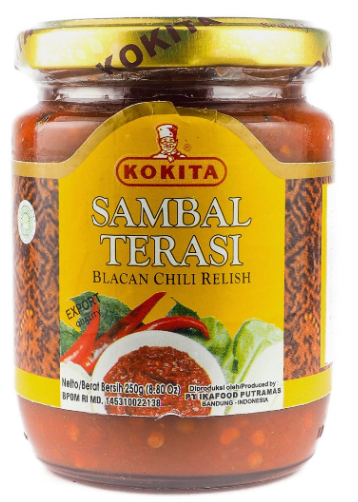 KOKITA
KOKITA
SAMBAL
TERASI
BLACAN CHILI RELISH
EXPORT
quality
Netto/Berat Bersih 250g (8.80 Oz)
BPOM RI MD. 145310022138
Diproduksi oleh/Produced by
PT IKAFOOD PUTRAMAS
BANDUNG - INDONESIA